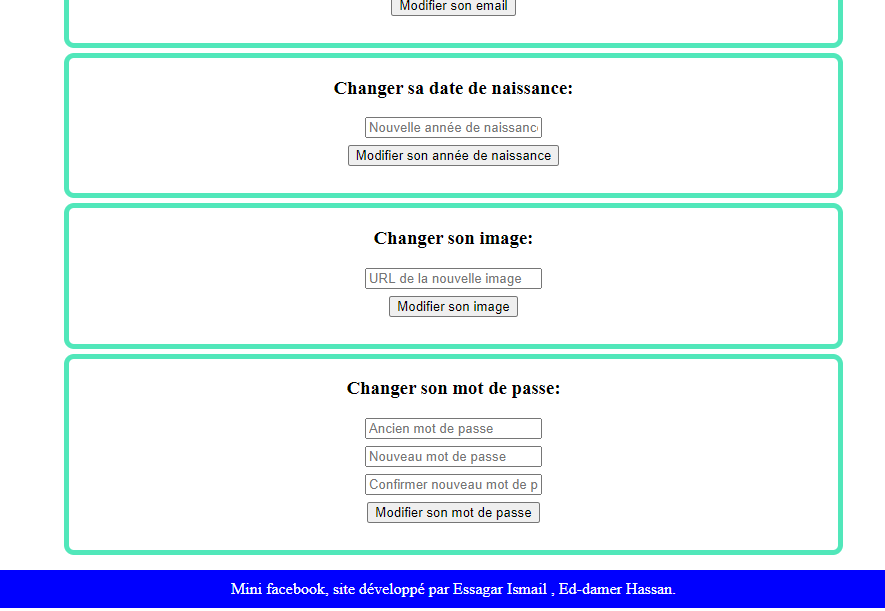 Modifier son email
Changer sa date de naissance:
Nouvelle année de naissanc
Modifier son année de naissance
Changer son image:
URL de la nouvelle image
Modifier son image
Changer son mot de passe:
Ancien mot de passe
Nouveau mot de passe
Confirmer nouveau mot de p
Modifier son mot de passe
Mini facebook, site développé par Essagar Ismail , Ed-damer Hassan.